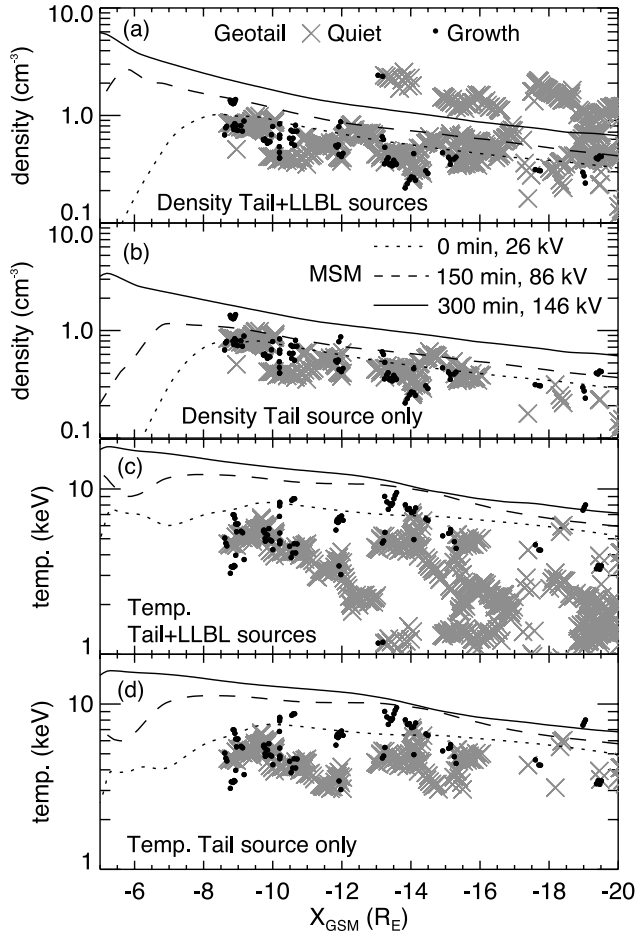 (a) Geotail × Quiet • Growth
density (cm⁻³)
10.0
1.0
0.1
Density Tail+LLBL sources
(b)
density (cm⁻³)
10.0
1.0
0.1
0 min, 26 kV
MSM 150 min, 86 kV
300 min, 146 kV
Density Tail source only
(c)
temp. (keV)
10
1
Temp.
Tail+LLBL sources
(d)
temp. (keV)
10
1
Temp. Tail source only
-6 -8 -10 -12 -14 -16 -18 -20
X_GSM (R_E)